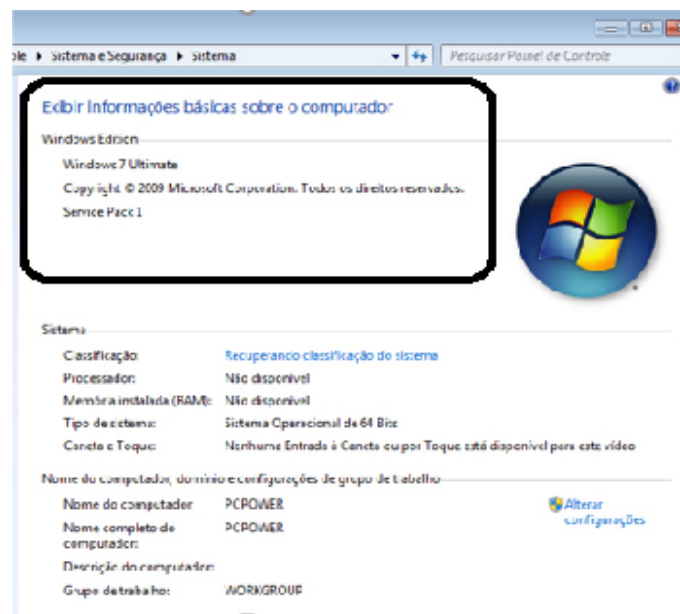 ole ▸ Sistema e Segurança ▸ Sistema
Pesquisar Painel de Controle
Exibir informações básicas sobre o computador
Windows Edition
Windows 7 Ultimate
Copyright © 2009 Microsoft Corporation. Todos os direitos reservados.
Service Pack 1
Sistema
Classificação: Recuperando classificação do sistema
Processador: Não disponível
Memória instalada (RAM): Não disponível
Tipo de sistema: Sistema Operacional de 64 Bits
Caneta e Toque: Nenhuma Entrada à Caneta ou por Toque está disponível para este vídeo
Nome do computador, domínio e configurações de grupo de trabalho
Nome do computador: PCPOWER
Alterar
configurações
Nome completo do PCPOWER
computador:
Descrição do computador:
Grupo de trabalho: WORKGROUP